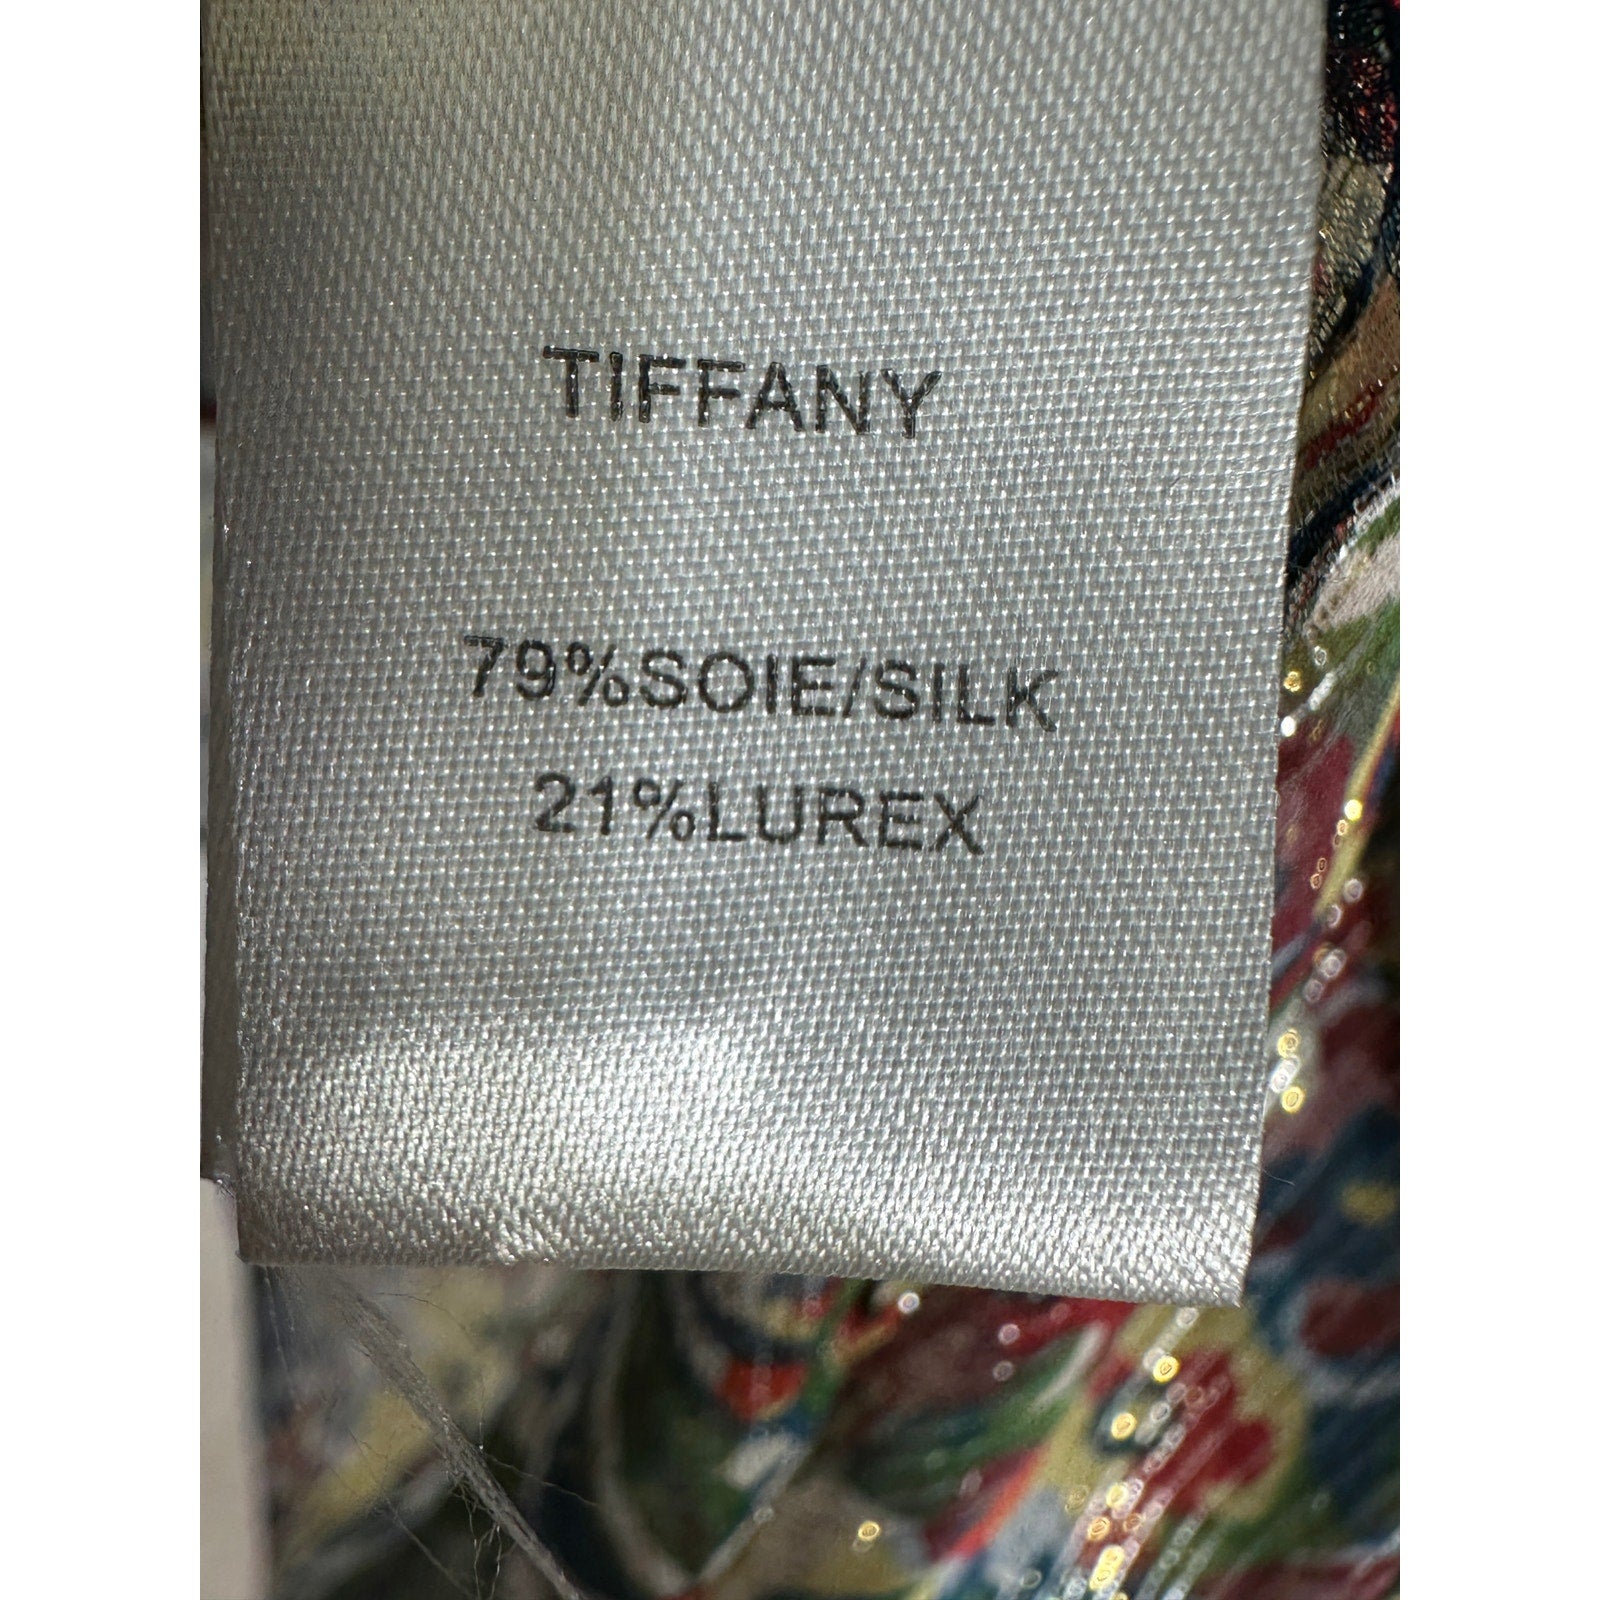 TIFFANY
79%SOIE/SILK
21%LUREX